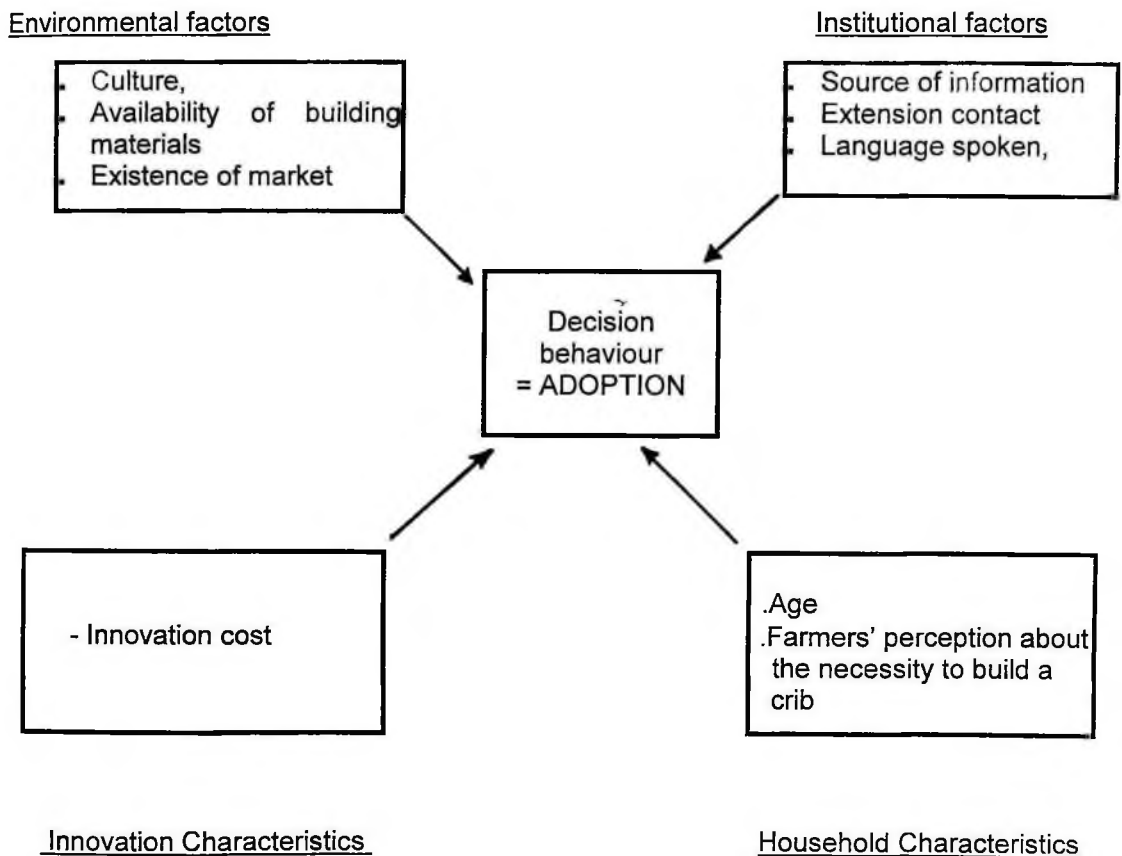 Environmental factors
Culture,
Availability of building
materials
Existence of market
Institutional factors
Source of information
Extension contact
Language spoken,
Decision
behaviour
= ADOPTION
- Innovation cost
.Age
.Farmers' perception about
the necessity to build a
crib
Innovation Characteristics
Household Characteristics